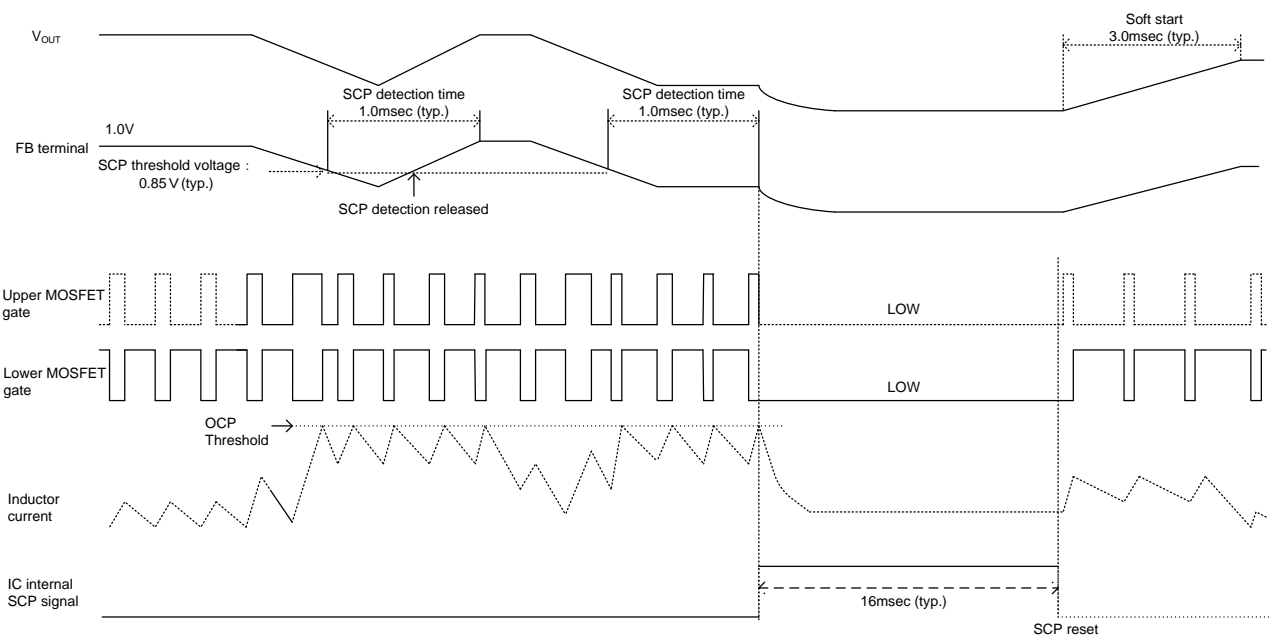 Soft start
3.0msec (typ.)
VOUT
SCP detection time
1.0msec (typ.)
SCP detection time
1.0msec (typ.)
1.0V
FB terminal
SCP threshold voltage :
0.85 V (typ.)
SCP detection released
Upper MOSFET
gate
LOW
Lower MOSFET
gate
LOW
OCP
Threshold
Inductor
current
IC internal
SCP signal
16msec (typ.)
SCP reset